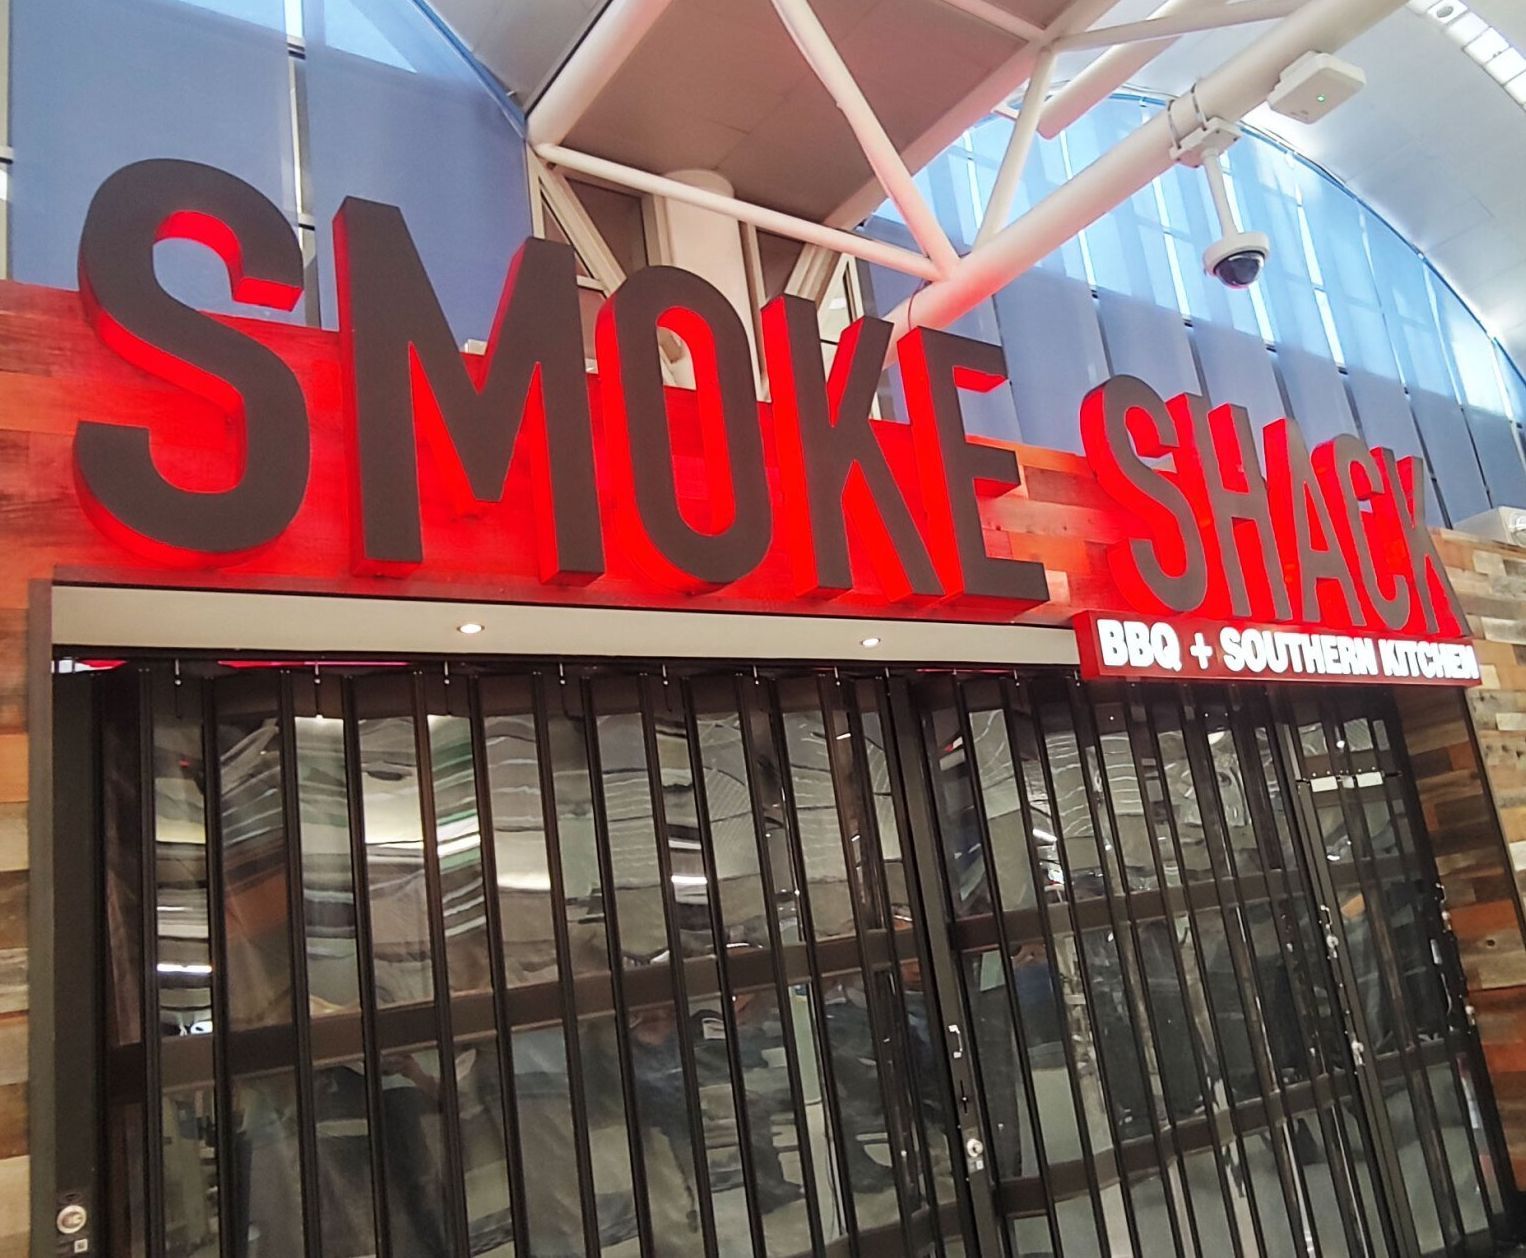 SMOKE SHACK
BBQ + SOUTHERN KITCHEN